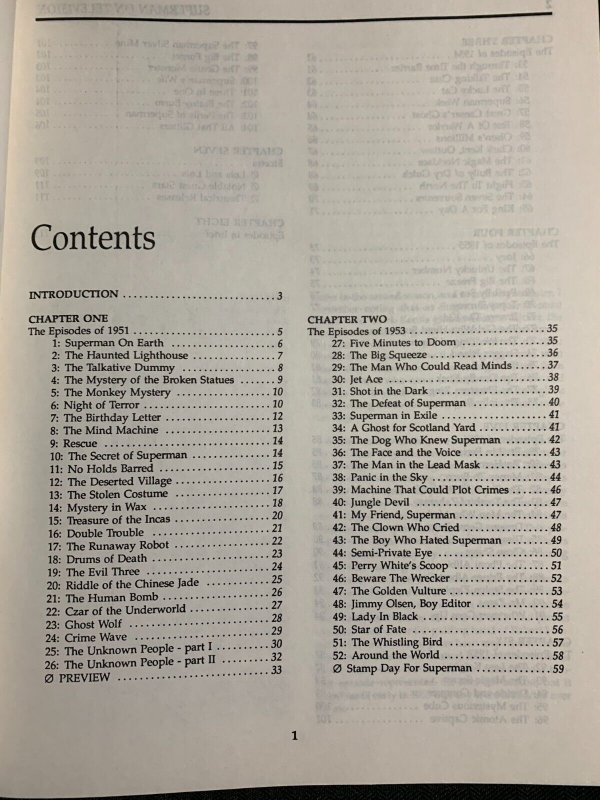 Contents
INTRODUCTION ............................ 3
CHAPTER ONE
The Episodes of 1951 .......................... 5
1: Superman On Earth .................... 6
2: The Haunted Lighthouse ................ 7
3: The Talkative Dummy .................. 8
4: The Mystery of the Broken Statues ....... 9
5: The Monkey Mystery ................... 10
6: Night of Terror ........................ 10
7: The Birthday Letter .................... 12
8: The Mind Machine ..................... 13
9: Rescue ............................... 14
10: The Secret of Superman ................ 14
11: No Holds Barred ...................... 15
12: The Deserted Village .................. 16
13: The Stolen Costume ................... 17
14: Mystery in Wax ...................... 18
15: Treasure of the Incas .................. 20
16: Double Trouble ....................... 21
17: The Runaway Robot ................... 22
18: Drums of Death ...................... 23
19: The Evil Three ....................... 24
20: Riddle of the Chinese Jade ............. 25
21: The Human Bomb ..................... 26
22: Czar of the Underworld ................ 27
23: Ghost Wolf .......................... 28
24: Crime Wave ......................... 29
25: The Unknown People - part I ........... 30
26: The Unknown People - part II .......... 32
Ø PREVIEW ............................ 33
CHAPTER TWO
The Episodes of 1953 ......................... 35
27: Five Minutes to Doom ................. 35
28: The Big Squeeze ...................... 36
29: The Man Who Could Read Minds ....... 37
30: Jet Ace .............................. 38
31: Shot in the Dark ...................... 39
32: The Defeat of Superman ............... 40
33: Superman in Exile ..................... 41
34: A Ghost for Scotland Yard .............. 41
35: The Dog Who Knew Superman ......... 42
36: The Face and the Voice ................ 43
37: The Man in the Lead Mask ............. 43
38: Panic in the Sky ...................... 44
39: Machine That Could Plot Crimes ........ 46
40: Jungle Devil .......................... 47
41: My Friend, Superman .................. 47
42: The Clown Who Cried ................. 48
43: The Boy Who Hated Superman ......... 49
44: Semi-Private Eye ...................... 50
45: Perry White's Scoop ................... 51
46: Beware The Wrecker ................... 52
47: The Golden Vulture ................... 53
48: Jimmy Olsen, Boy Editor ............... 54
49: Lady In Black ........................ 55
50: Star of Fate .......................... 56
51: The Whistling Bird .................... 57
52: Around the World ..................... 58
Ø Stamp Day For Superman ............... 59
1